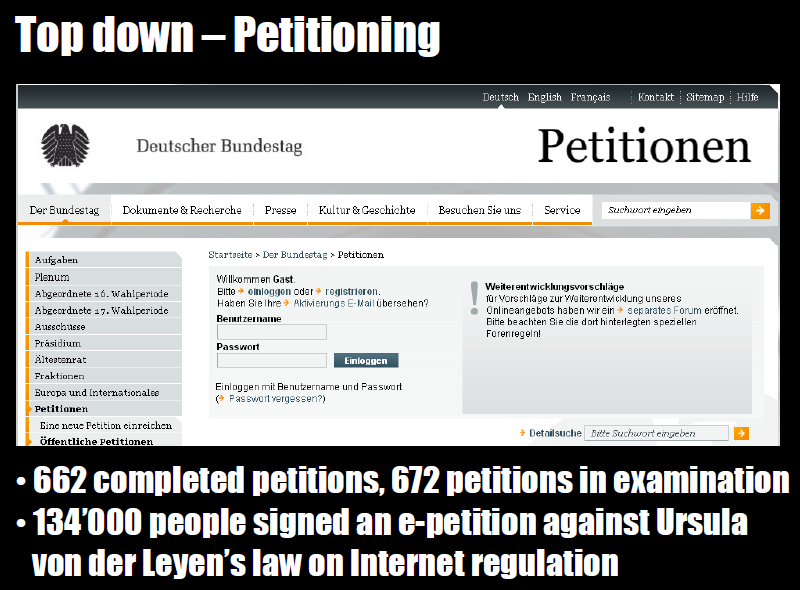 Top down – Petitioning
Deutsch English Français Kontakt Sitemap Hilfe
Deutscher Bundestag
Petitionen
Der Bundestag Dokumente & Recherche Presse Kultur & Geschichte Besuchen Sie uns Service Suchwort eingeben
Startseite > Der Bundestag > Petitionen
Aufgaben
Plenum
Abgeordnete 16. Wahlperiode
Abgeordnete 17. Wahlperiode
Ausschüsse
Präsidium
Ältestenrat
Fraktionen
Europa und Internationales
Petitionen
Eine neue Petition einreichen
Öffentliche Petitionen
Willkommen Gast.
Bitte einloggen oder registrieren.
Haben Sie Ihre Aktivierungs E-Mail übersehen?
Benutzername
Passwort
Einloggen
Einloggen mit Benutzername und Passwort
(Passwort vergessen?)
Weiterentwicklungsvorschläge
für Vorschläge zur Weiterentwicklung unseres
Onlineangebots haben wir ein separates Forum eröffnet.
Bitte beachten Sie die dort hinterlegten speziellen
Forenregeln!
Detailsuche Bitte Suchwort eingeben
• 662 completed petitions, 672 petitions in examination
• 134’000 people signed an e-petition against Ursula
von der Leyen’s law on Internet regulation